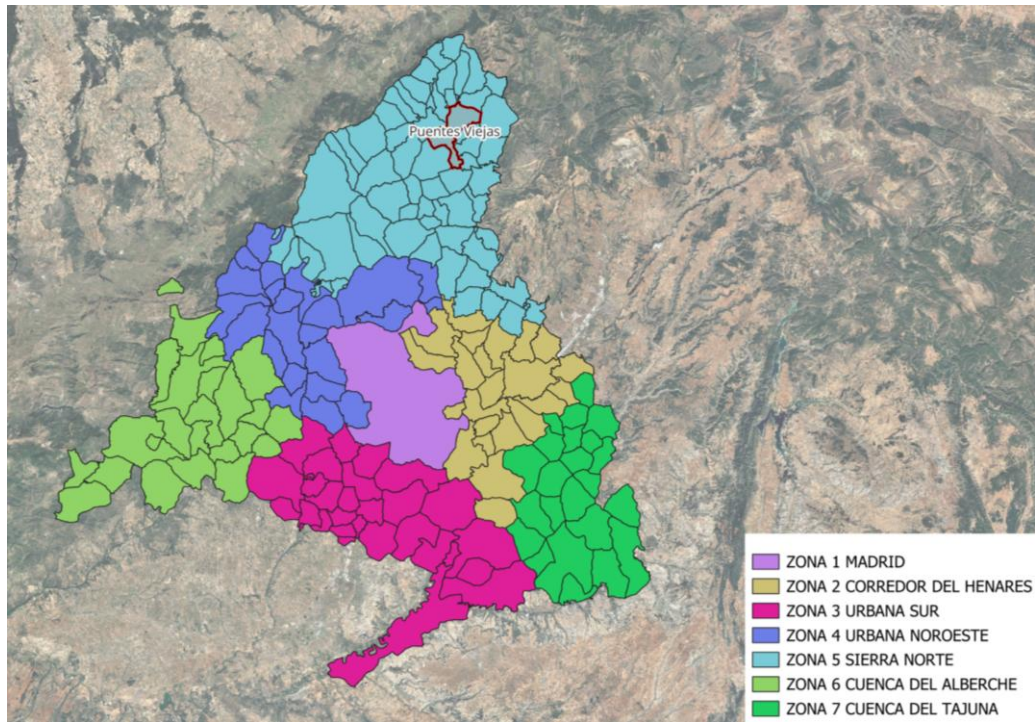 Puentes Viejas
ZONA 1 MADRID
ZONA 2 CORREDOR DEL HENARES
ZONA 3 URBANA SUR
ZONA 4 URBANA NOROESTE
ZONA 5 SIERRA NORTE
ZONA 6 CUENCA DEL ALBERCHE
ZONA 7 CUENCA DEL TAJUNA